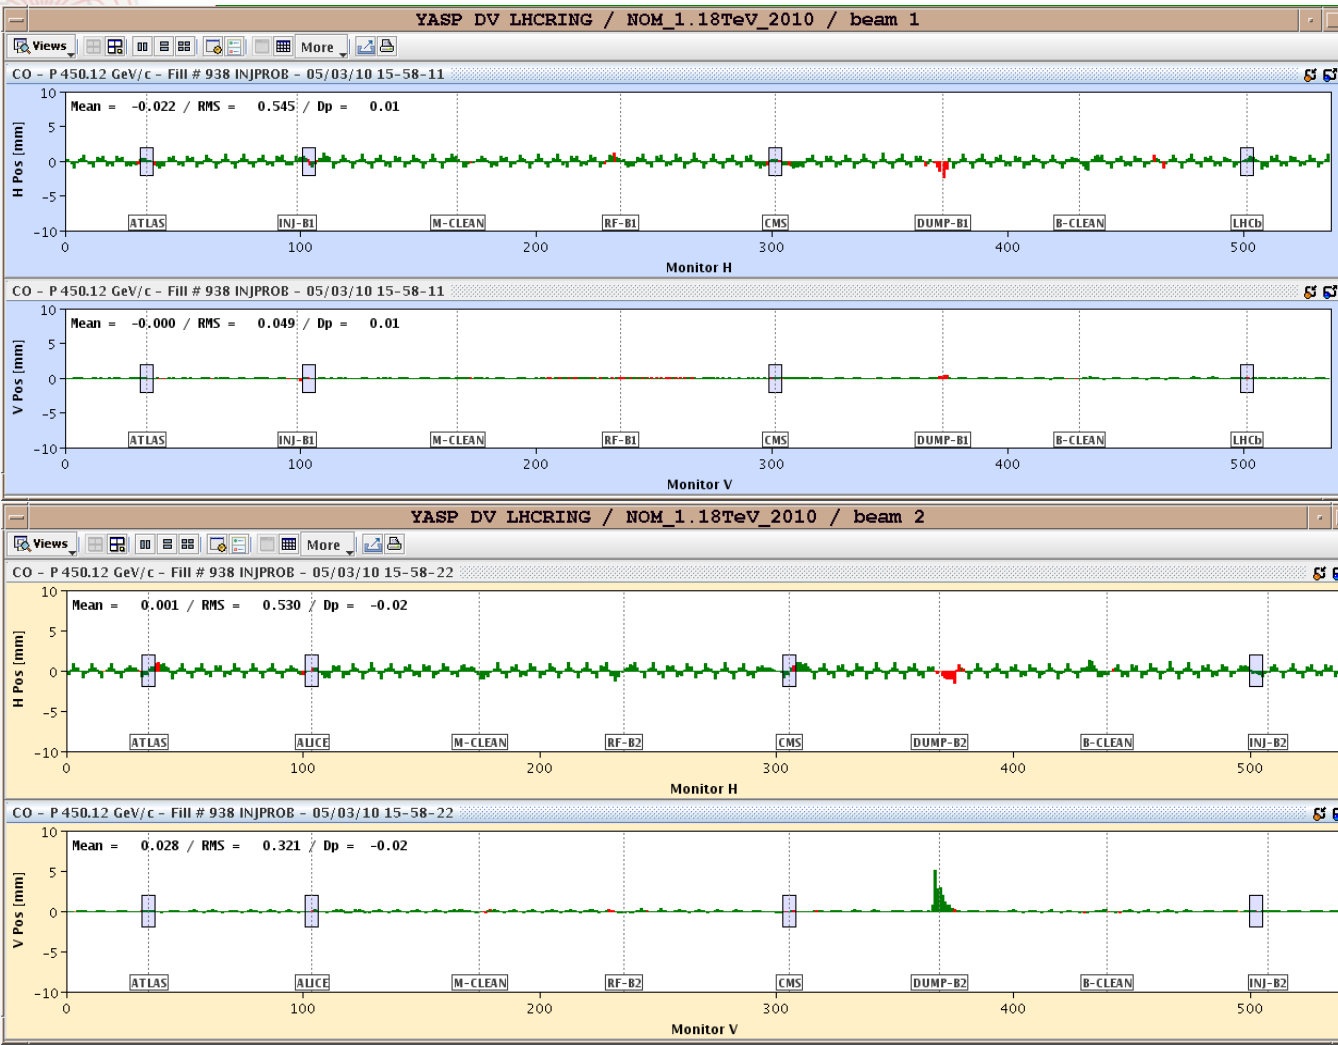 YASP DV LHCRING / NOM_1.18TeV_2010 / beam 1
Views More
CO - P 450.12 GeV/c - Fill # 938 INJPROB - 05/03/10 15-58-11
Mean = -0.022 / RMS = 0.545 / Dp = 0.01
H Pos [mm]
10
5
0
-5
-10
ATLAS INJ-B1 M-CLEAN RF-B1 CMS DUMP-B1 B-CLEAN LHCb
0 100 200 300 400 500
Monitor H
CO - P 450.12 GeV/c - Fill # 938 INJPROB - 05/03/10 15-58-11
Mean = -0.000 / RMS = 0.049 / Dp = 0.01
V Pos [mm]
10
5
0
-5
-10
ATLAS INJ-B1 M-CLEAN RF-B1 CMS DUMP-B1 B-CLEAN LHCb
0 100 200 300 400 500
Monitor V
YASP DV LHCRING / NOM_1.18TeV_2010 / beam 2
Views More
CO - P 450.12 GeV/c - Fill # 938 INJPROB - 05/03/10 15-58-22
Mean = 0.001 / RMS = 0.530 / Dp = -0.02
H Pos [mm]
10
5
0
-5
-10
ATLAS ALICE M-CLEAN RF-B2 CMS DUMP-B2 B-CLEAN INJ-B2
0 100 200 300 400 500
Monitor H
CO - P 450.12 GeV/c - Fill # 938 INJPROB - 05/03/10 15-58-22
Mean = 0.028 / RMS = 0.321 / Dp = -0.02
V Pos [mm]
10
5
0
-5
-10
ATLAS ALICE M-CLEAN RF-B2 CMS DUMP-B2 B-CLEAN INJ-B2
0 100 200 300 400 500
Monitor V